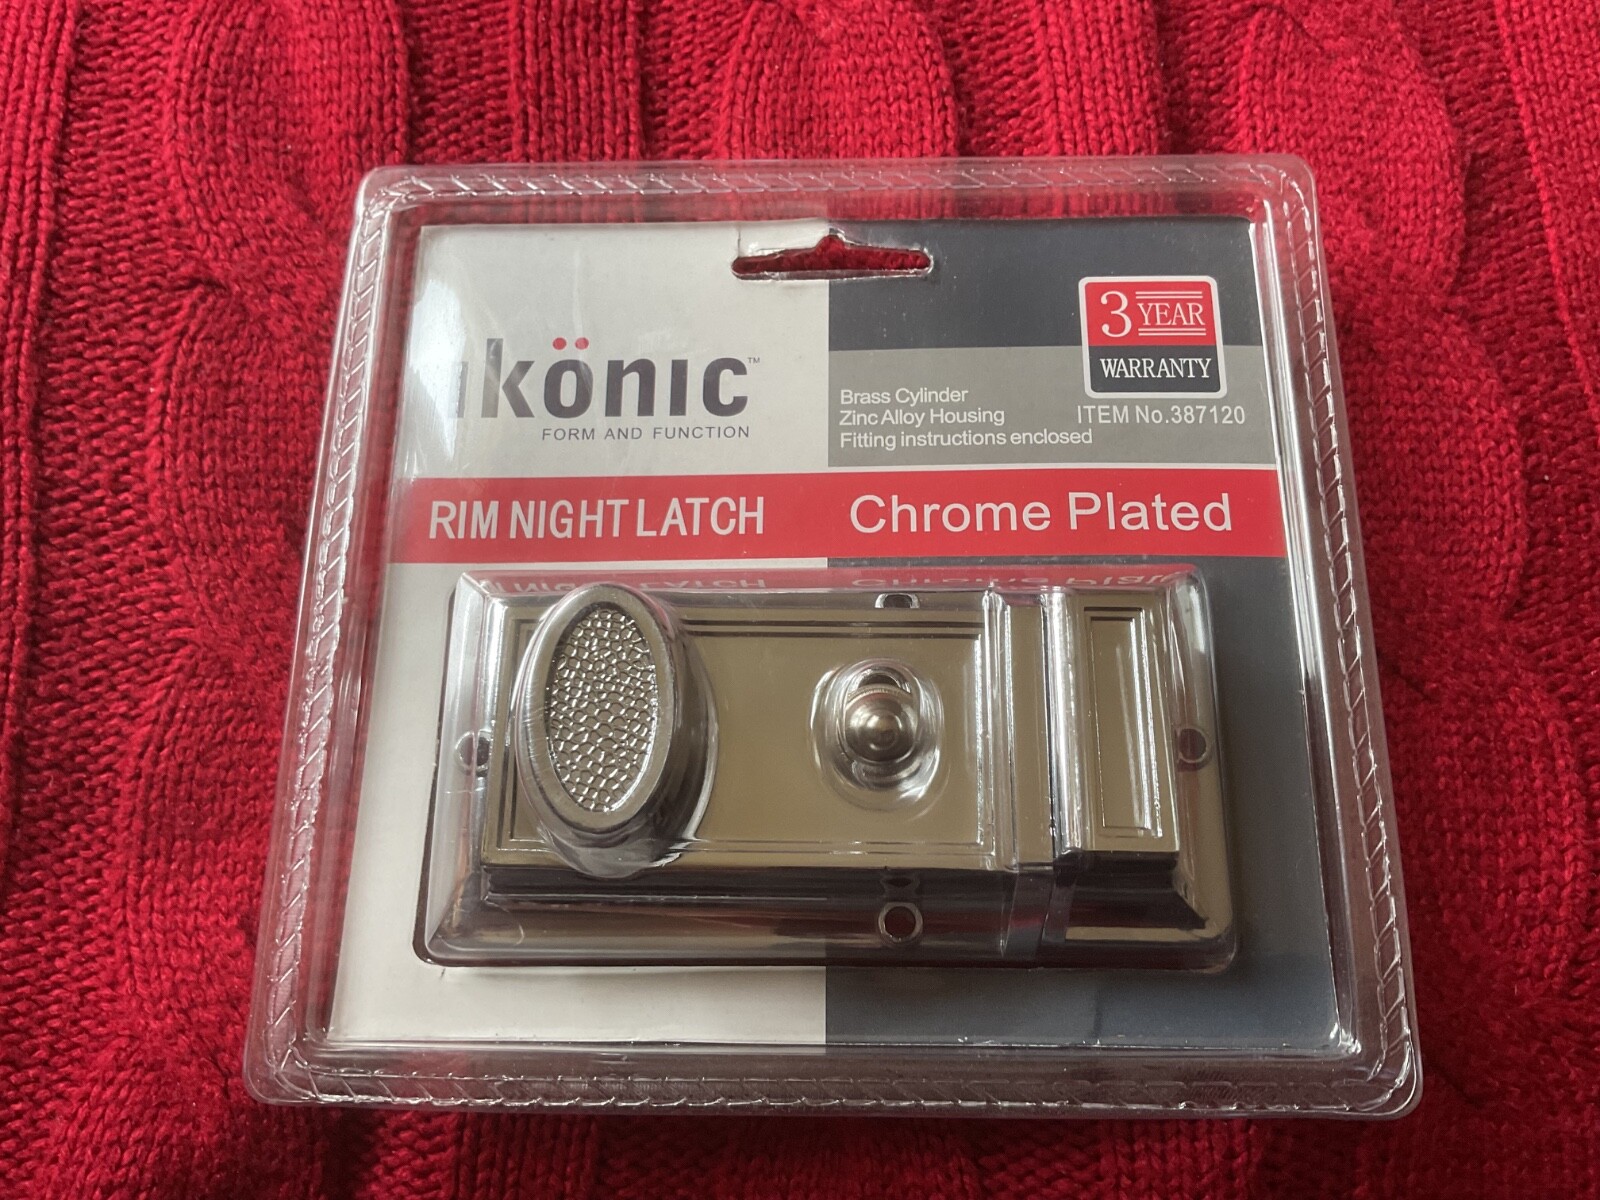 ıkönic™
FORM AND FUNCTION
3 YEAR
WARRANTY
Brass Cylinder
Zinc Alloy Housing
Fitting instructions enclosed
ITEM No.387120
RIM NIGHT LATCH
Chrome Plated